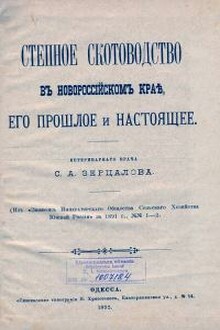 СТЕПНОЕ СКОТОВОДСТВО
ВЪ НОВОРОССІЙСКОМЪ КРАѢ,
ЕГО ПРОШЛОЕ И НАСТОЯЩЕЕ.
ВЕТЕРИНАРНАГО ВРАЧА
С. А. ЗЕРЦАЛОВА.
(Изъ „Записокъ Императорскаго Общества Сельскаго Хозяйства
Южной Россіи за 1891 г., №№ 1—3.
ОДЕССА.